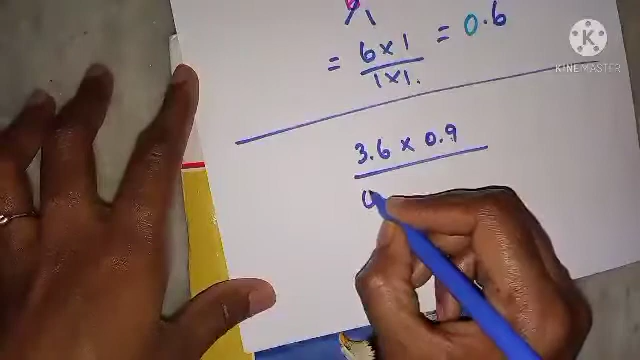 = 6 × 1 / 1 × 1. = 0.6
KINEMASTER
3.6 × 0.9